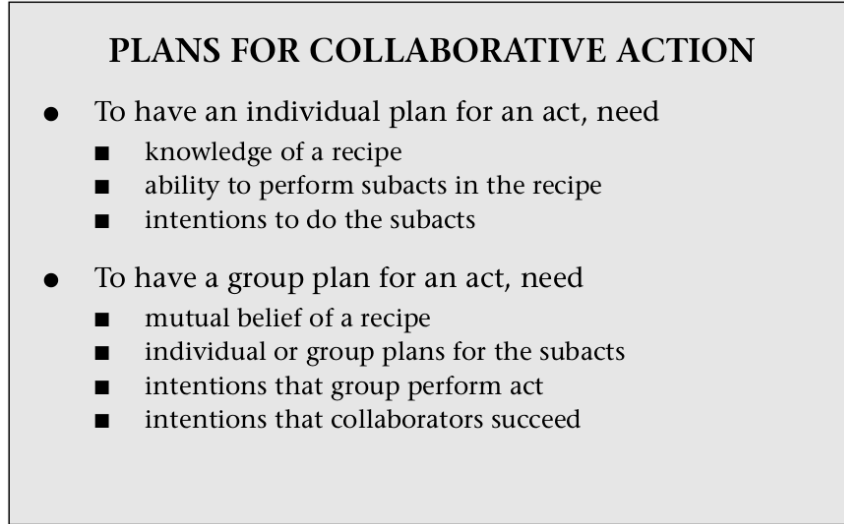 PLANS FOR COLLABORATIVE ACTION
● To have an individual plan for an act, need
■ knowledge of a recipe
■ ability to perform subacts in the recipe
■ intentions to do the subacts
● To have a group plan for an act, need
■ mutual belief of a recipe
■ individual or group plans for the subacts
■ intentions that group perform act
■ intentions that collaborators succeed